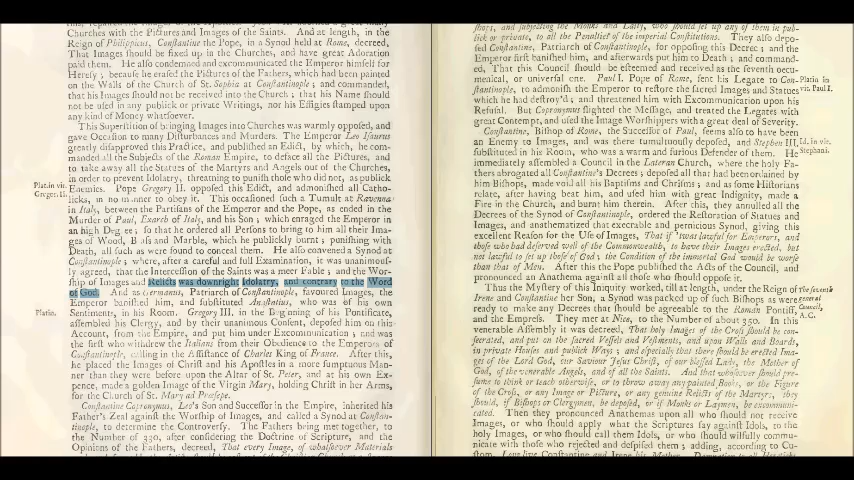 Churches with the Pictures and Images of the Saints. And at length, in the
Reign of Philippicus, Constantine the Pope, in a Synod held at Rome, decreed,
That Images should be fixed up in the Churches, and have great Adoration
paid them. He also condemned and excommunicated the Emperor himself for
Heresy; because he erased the Pictures of the Fathers, which had been painted
on the Walls of the Church of St. Sophia at Constantinople; and commanded,
that his Images should not be received into the Church; that his Name should
not be used in any publick or private Writings, nor his Effigies stamped upon
any kind of Money whatsoever.
This Superstition of bringing Images into Churches was warmly opposed, and
gave Occasion to many Disturbances and Murders. The Emperor Leo Isaurus
greatly disapproved this Practice, and published an Edict, by which, he com-
manded all the Subjects of the Roman Empire, to deface all the Pictures, and
to take away all the Statues of the Martyrs and Angels out of the Churches,
in order to prevent Idolatry, threatning to punish those who did not, as publick
Plat. in vit.
Enemies. Pope Gregory II. opposed this Edict, and admonished all Catho-
Gregor. II.
licks, in no manner to obey it. This occasioned such a Tumult at Ravenna
in Italy, between the Partisans of the Emperor and the Pope, as ended in the
Murder of Paul, Exarch of Italy, and his Son; which enraged the Emperor in
an high Degree; so that he ordered all Persons to bring to him all their Ima-
ges of Wood, Brass and Marble, which he publickly burnt; punishing with
Death, all such as were found to conceal them. He also convened a Synod at
Constantinople; where, after a careful and full Examination, it was unanimous-
ly agreed, that the Intercession of the Saints was a meer Fable; and the Wor-
ship of Images and Relicts was downright Idolatry, and contrary to the Word
of God. And as Germanus, Patriarch of Constantinople, favoured Images, the
Emperor banished him, and substituted Anastatius, who was of his own
Platin.
Sentiments, in his Room. Gregory III. in the Beginning of his Pontificate,
assembled his Clergy, and by their unanimous Consent, deposed him on this
Account, from the Empire, and put him under Excommunication; and was
the first who withdrew the Italians from their Obedience to the Emperors of
Constantinople, calling in the Assistance of Charles King of France. After this,
he placed the Images of Christ and his Apostles in a more sumptuous Man-
ner than they were before upon the Altar of St. Peter, and at his own Ex-
pence, made a golden Image of the Virgin Mary, holding Christ in her Arms,
for the Church of St. Mary ad Præsepe.
Constantine Copronymus, Leo's Son and Successor in the Empire, inherited his
Father's Zeal against the Worship of Images, and called a Synod at Constan-
tinople, to determine the Controversy. The Fathers being met together, to
the Number of 330, after considering the Doctrine of Scripture, and the
Opinions of the Fathers, decreed, That every Image, of whatsoever Materials
shops, and subjecting the Monks and Laity, who should set up any of them in pub-
lick or private, to all the Penalties of the imperial Constitutions. They also depo-
sed Constantine, Patriarch of Constantinople, for opposing this Decree; and the
Emperor first banished him, and afterwards put him to Death; and command-
ed, That this Council should be esteemed and received as the seventh oecu-
menical, or universal one. Paul I. Pope of Rome, sent his Legate to Con-
Platin in
stantinople, to admonish the Emperor to restore the sacred Images and Statues
vit. Paul I.
which he had destroy'd; and threatned him with Excommunication upon his
Refusal. But Copronymus slighted the Message, and treated the Legates with
great Contempt, and used the Image Worshippers with a great deal of Severity.
Constantine, Bishop of Rome, the Successor of Paul, seems also to have been
an Enemy to Images, and was there tumultuously deposed, and Stephen III.
Id. in vit.
substituted in his Room, who was a warm and furious Defender of them. He
Stephani.
immediately assembled a Council in the Lateran Church, where the holy Fa-
thers abrogated all Constantine's Decrees; deposed all that had been ordained by
him Bishops, made void all his Baptisms and Chrisms; and as some Historians
relate, after having beat him, and used him with great Indignity, made a
Fire in the Church, and burnt him therein. After this, they annulled all the
Decrees of the Synod of Constantinople, ordered the Restoration of Statues and
Images, and anathematized that execrable and pernicious Synod, giving this
excellent Reason for the Use of Images, That if 'twas lawful for Emperors, and
those who had deserved well of the Commonwealth, to have their Images erected, but
not lawful to set up those of God; the Condition of the immortal God would be worse
than that of Men. After this the Pope published the Acts of the Council, and
pronounced an Anathema against all those who should oppose it.
Thus the Mystery of this Iniquity worked, till at length, under the Reign of
The seventh
Irene and Constantine her Son, a Synod was packed up of such Bishops as were
general
ready to make any Decrees that should be agreeable to the Roman Pontiff,
Council,
and the Empress. They met at Nice, to the Number of about 350. In this
venerable Assembly it was decreed, That holy Images of the Cross should be con-
secrated, and put on the sacred Vessels and Vestments, and upon Walls and Boards,
in private Houses and publick Ways; and especially that there should be erected Ima-
ges of the Lord God, our Saviour Jesus Christ, of our blessed Lady, the Mother of
God, of the venerable Angels, and of all the Saints. And that whosoever should pre-
sume to think or teach otherwise, or to throw away any painted Books, or the Figure
of the Cross, or any Image or Picture, or any genuine Relicts of the Martyrs; they
should, if Bishops or Clergymen, be deposed, or if Monks or Laymen, be excommuni-
cated. Then they pronounced Anathemas upon all who should not receive
Images, or who should apply what the Scriptures say against Idols, to the
holy Images, or who should call them Idols, or who should wilfully commu-
nicate with those who rejected and despised them; adding, according to Cu-